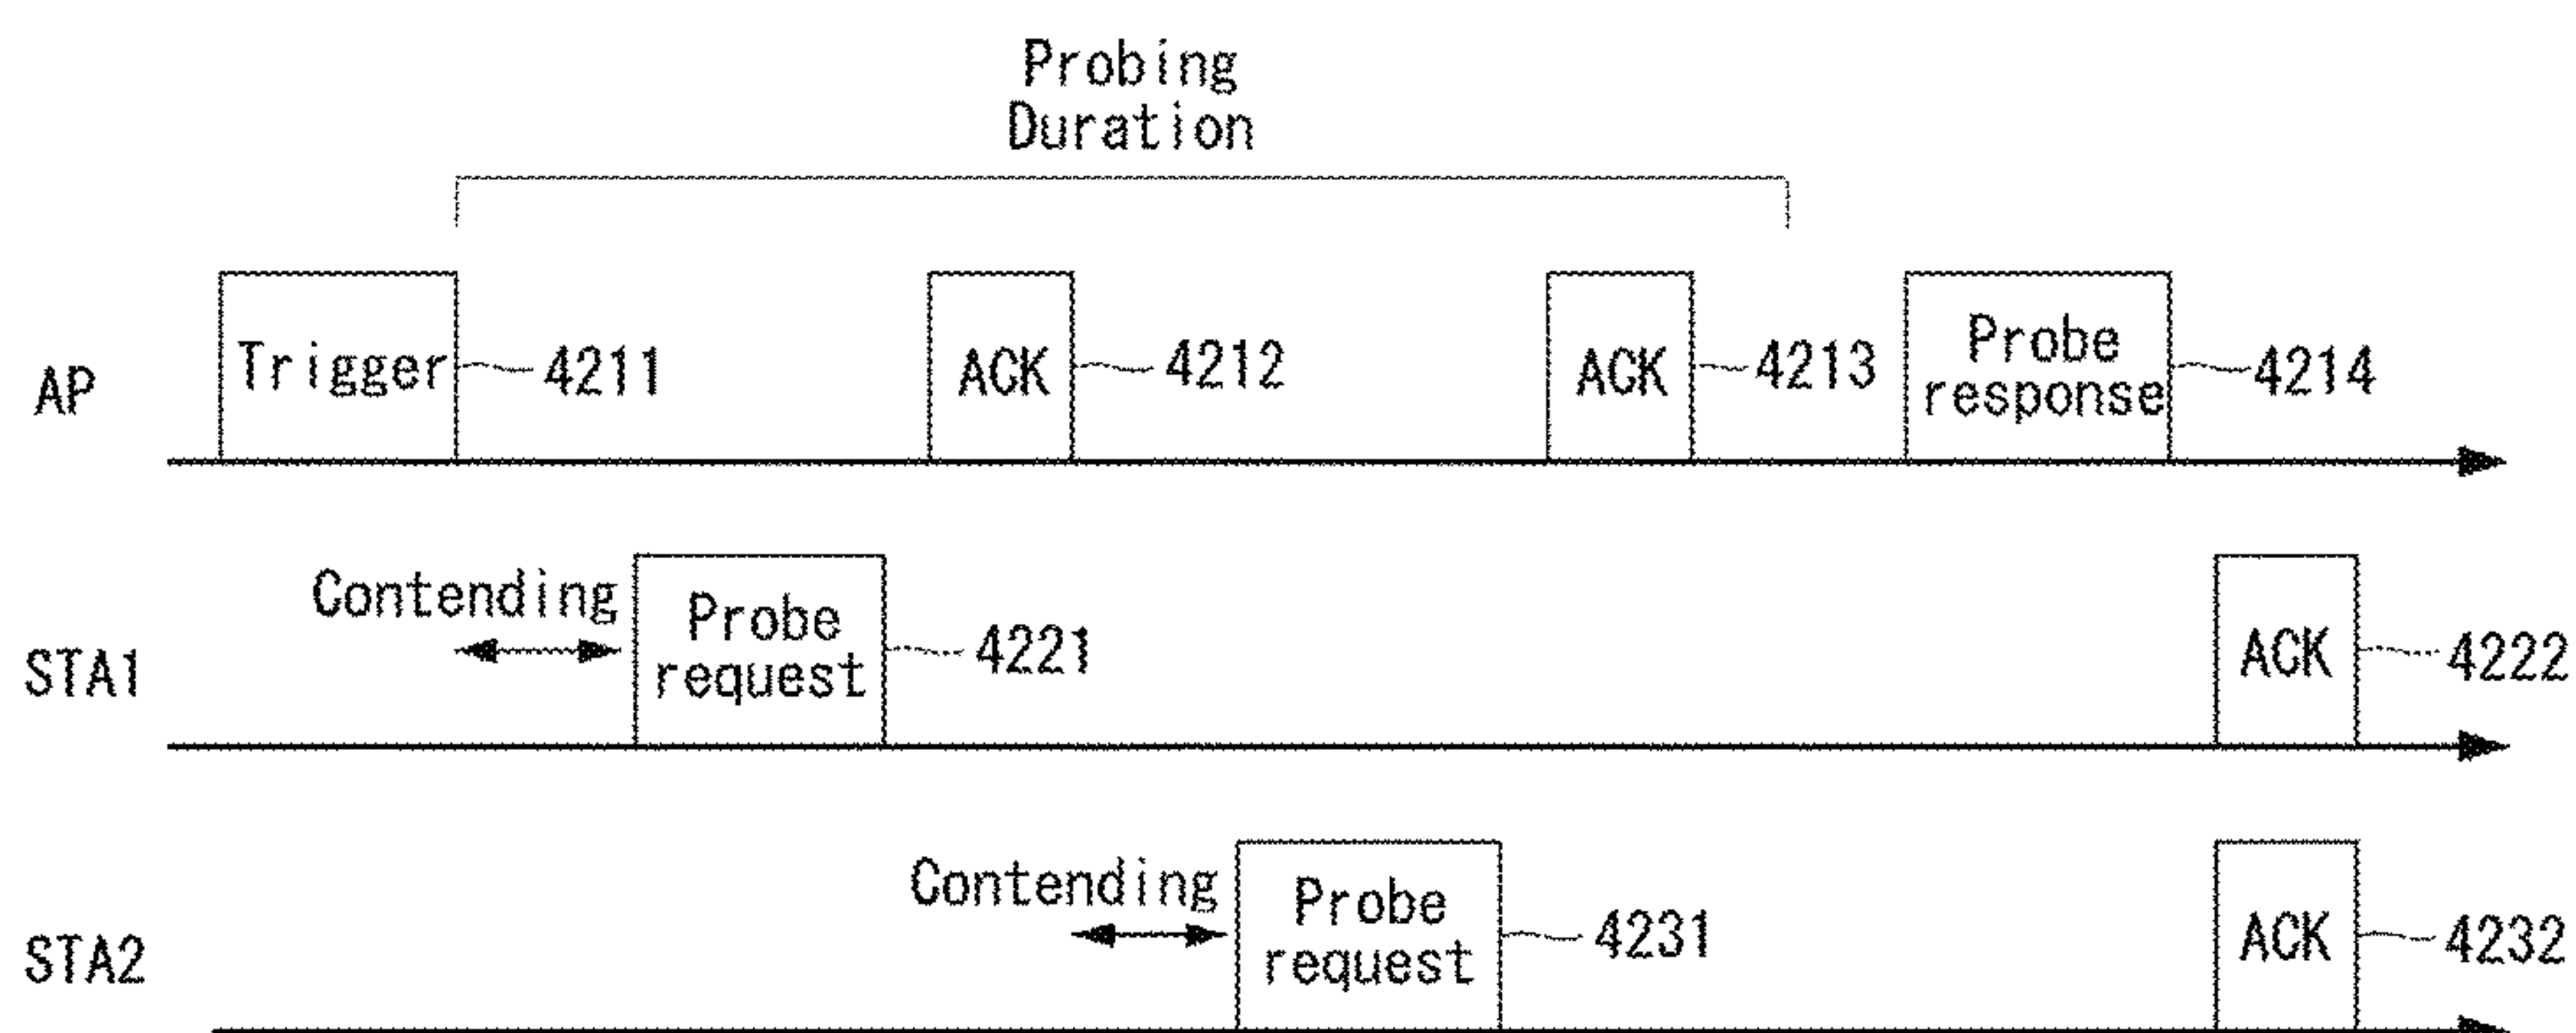 Probing
Duration
AP
Trigger
4211
ACK
4212
ACK
4213
Probe
response
4214
STA1
Contending
Probe
request
4221
ACK
4222
STA2
Contending
Probe
request
4231
ACK
4232